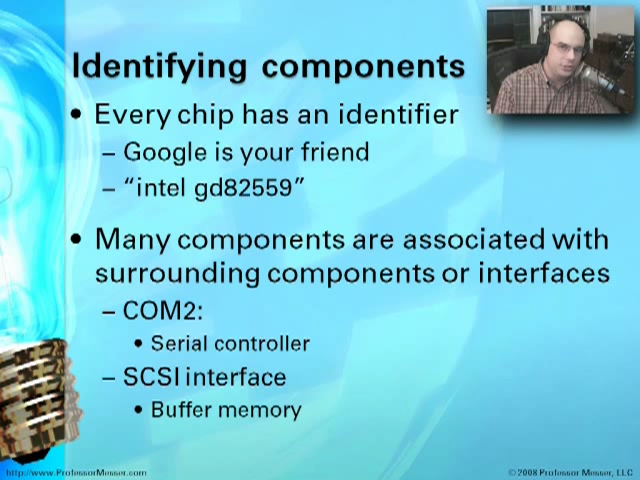 Identifying components
• Every chip has an identifier
– Google is your friend
– “intel gd82559”
• Many components are associated with
surrounding components or interfaces
– COM2:
• Serial controller
– SCSI interface
• Buffer memory
http://www.ProfessorMesser.com
© 2008 Professor Messer, LLC